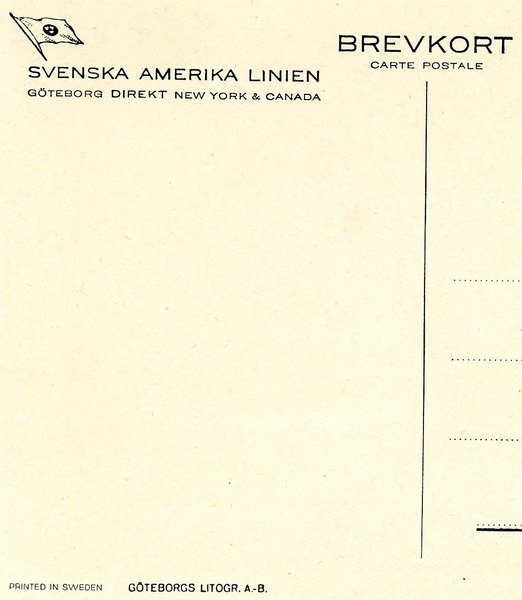 BREVKORT
CARTE POSTALE
SVENSKA AMERIKA LINIEN
GÖTEBORG DIREKT NEW YORK & CANADA
PRINTED IN SWEDEN GÖTEBORGS LITOGR. A.-B.